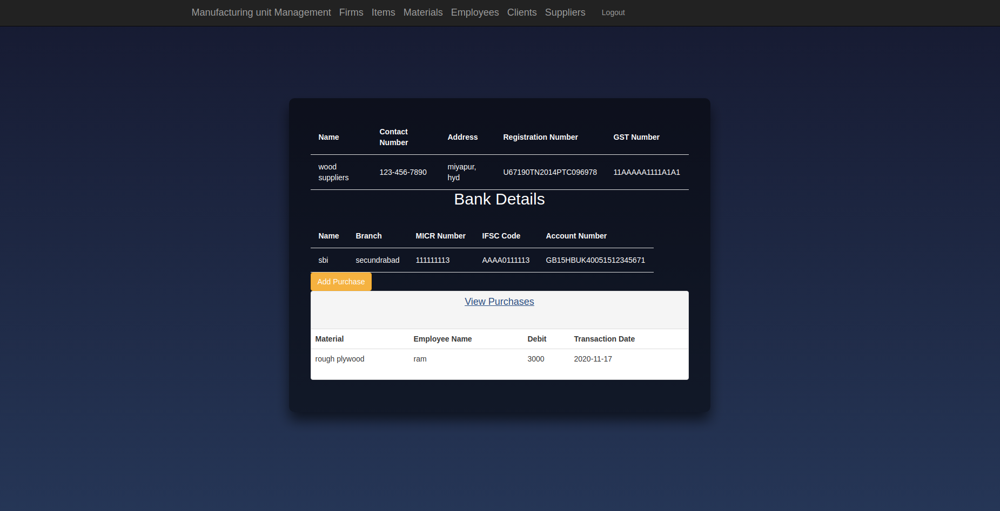 Manufacturing unit Management Firms Items Materials Employees Clients Suppliers Logout
Name Contact Number Address Registration Number GST Number
wood suppliers 123-456-7890 miyapur, hyd U67190TN2014PTC096978 11AAAAA1111A1A1
Bank Details
Name Branch MICR Number IFSC Code Account Number
sbi secundrabad 111111113 AAAA0111113 GB15HBUK40051512345671
Add Purchase
View Purchases
Material Employee Name Debit Transaction Date
rough plywood ram 3000 2020-11-17